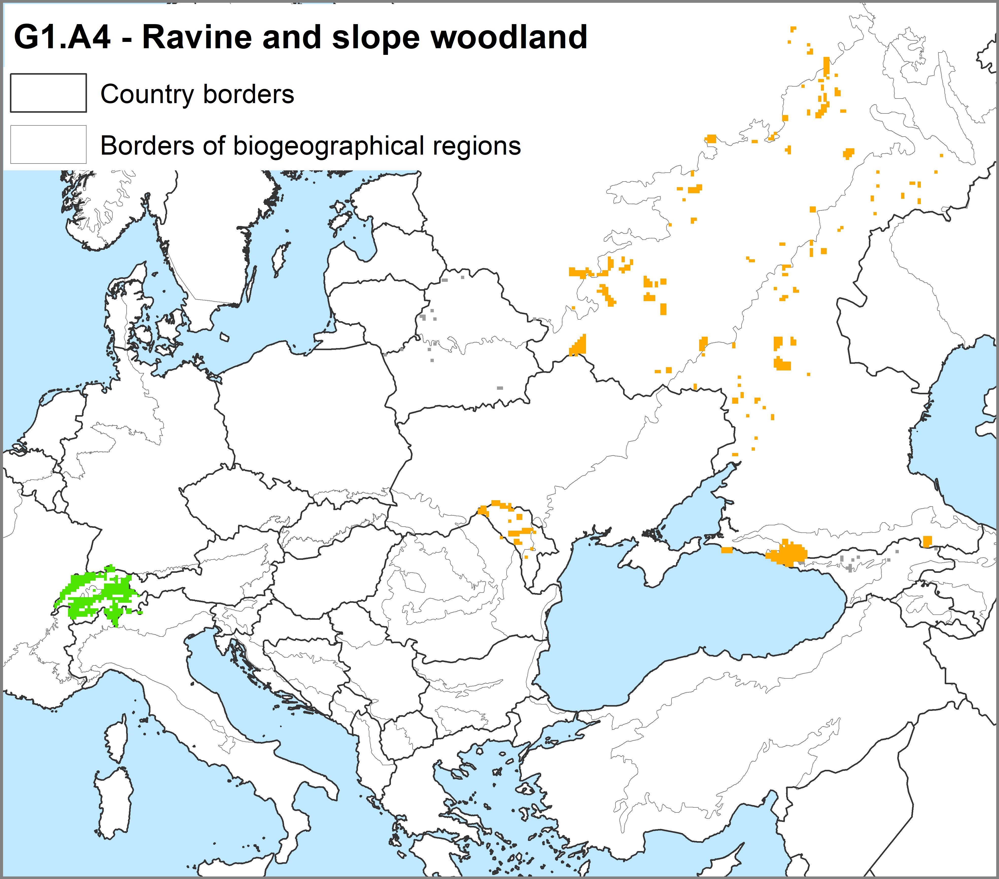 G1.A4 - Ravine and slope woodland
Country borders
Borders of biogeographical regions